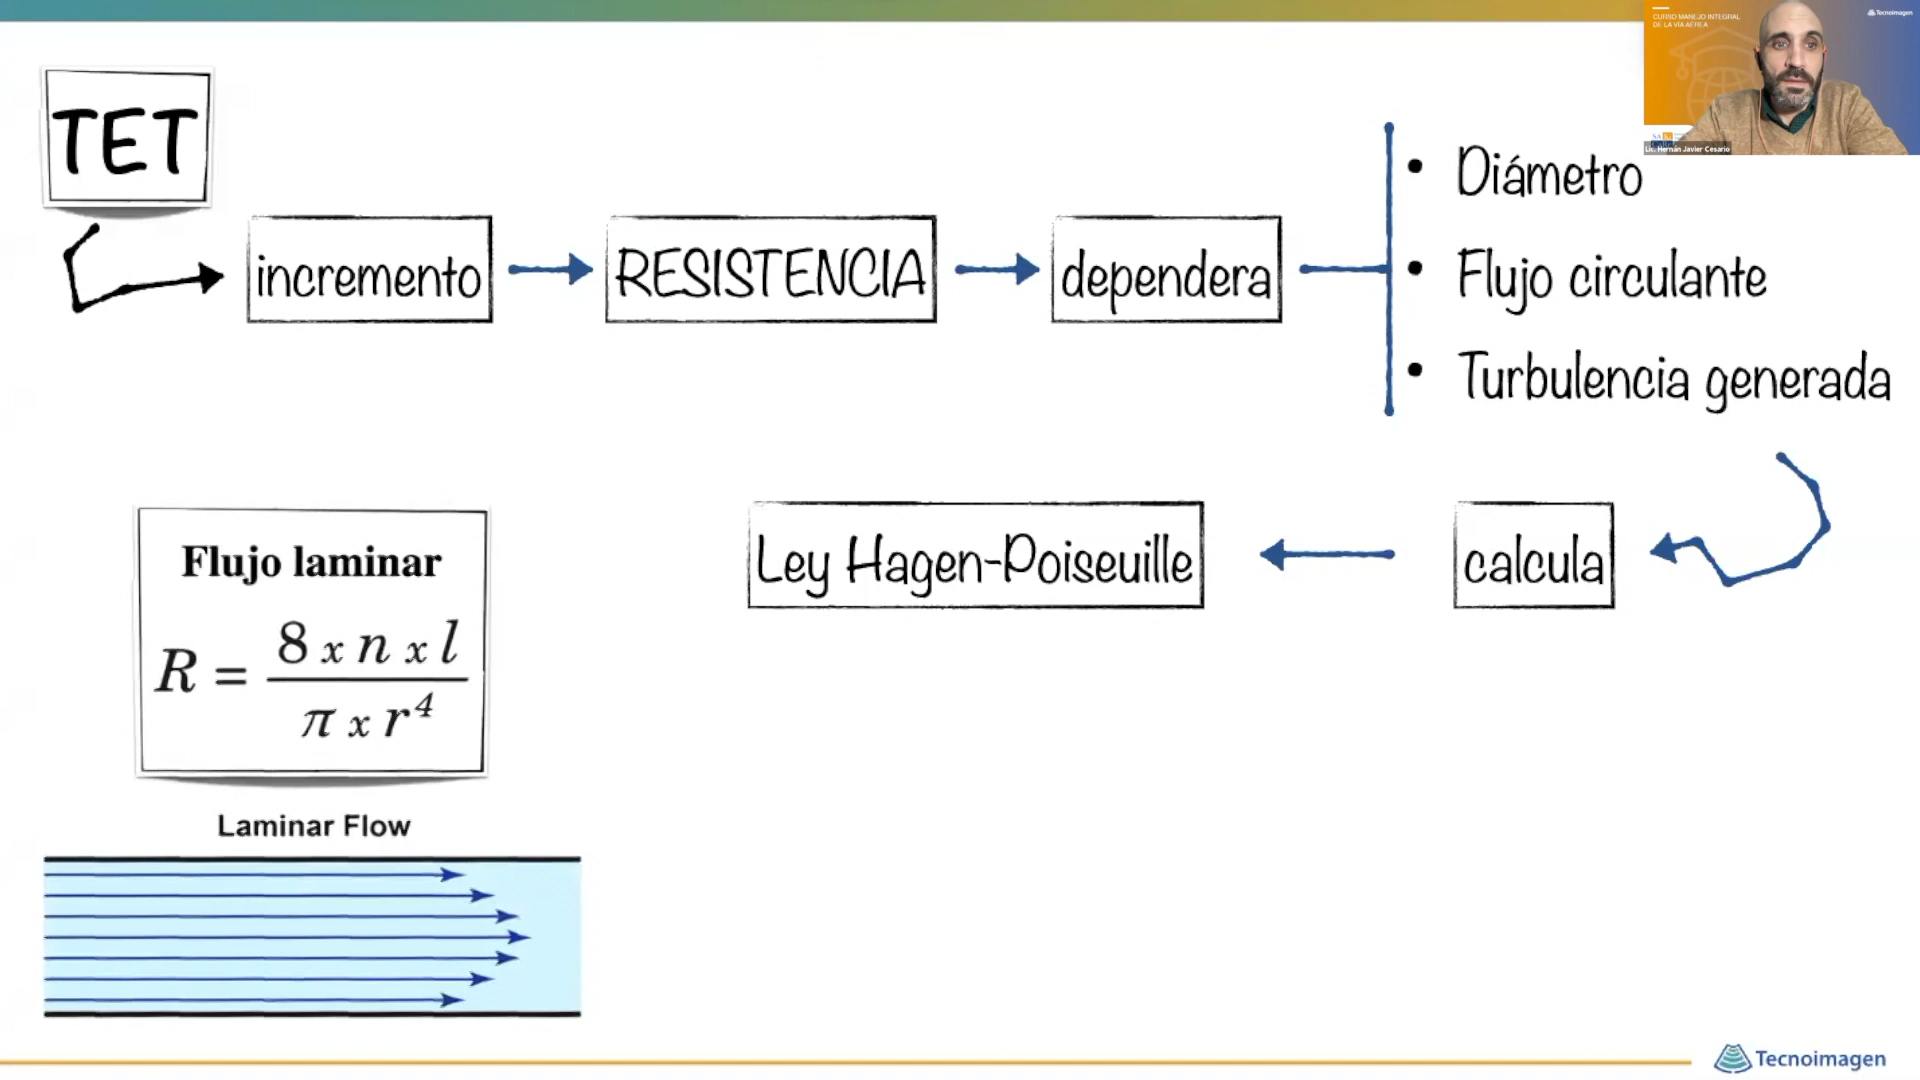 CURSO MANEJO INTEGRAL
DE LA VÍA AÉREA
Tecnoimagen
Lic. Hernán Javier Cesario
TET
incremento
RESISTENCIA
dependera
• Diámetro
• Flujo circulante
• Turbulencia generada
calcula
Ley Hagen-Poiseuille
Flujo laminar
R = 8 x n x l / π x r⁴
Laminar Flow
Tecnoimagen